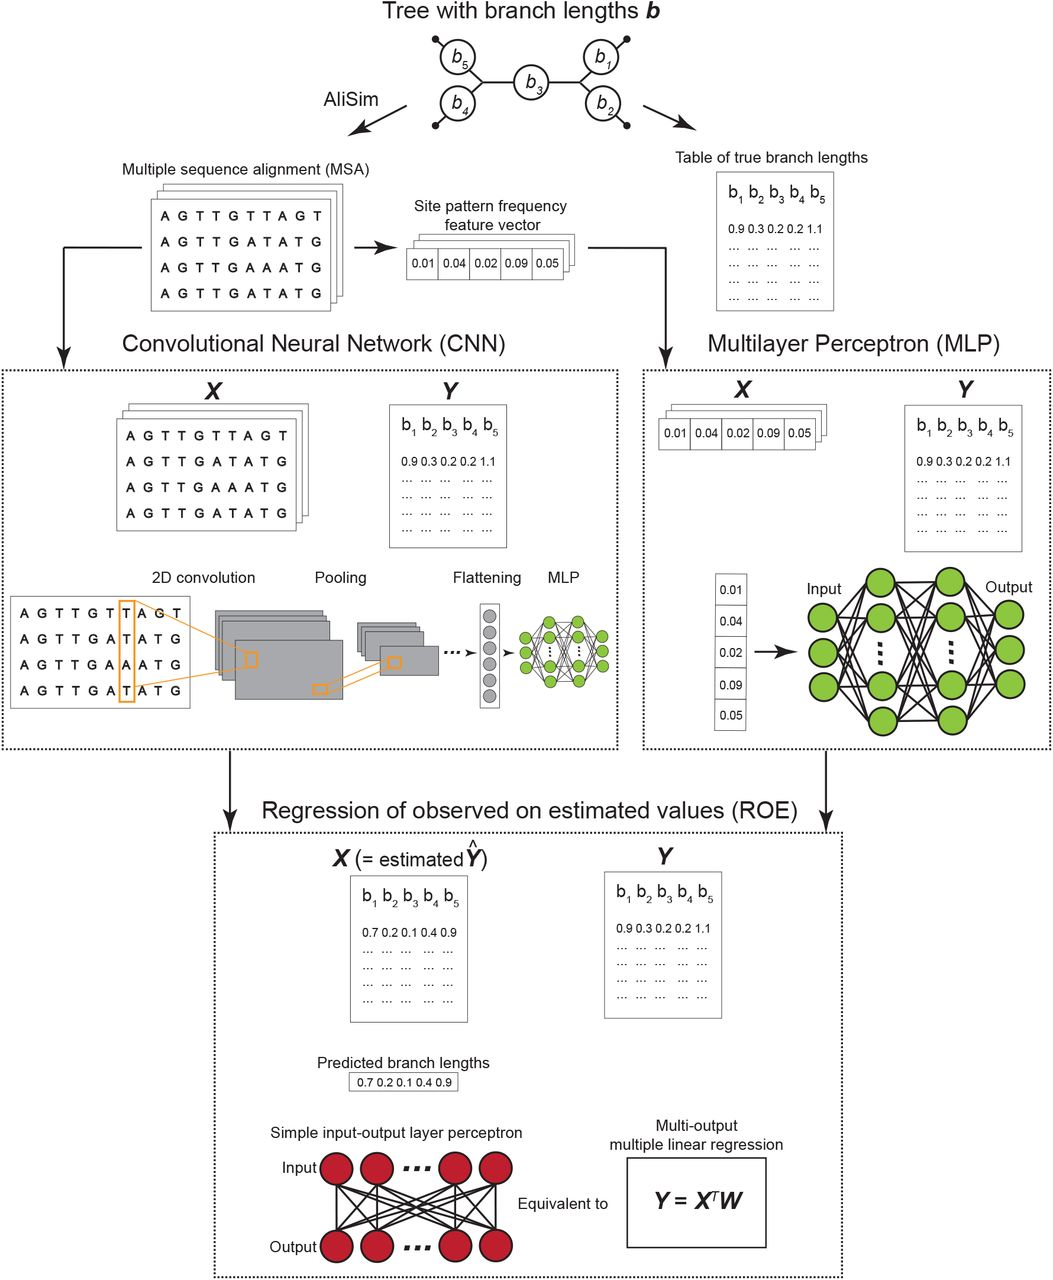 Tree with branch lengths b
b5 b1
b3
b4 b2
AliSim
Multiple sequence alignment (MSA)
A G T T G T T A G T
A G T T G A T A T G
A G T T G A A A T G
A G T T G A T A T G
Site pattern frequency
feature vector
0.01 0.04 0.02 0.09 0.05
Table of true branch lengths
b1 b2 b3 b4 b5
0.9 0.3 0.2 0.2 1.1
... ... ... ... ...
... ... ... ... ...
... ... ... ... ...
... ... ... ... ...
Convolutional Neural Network (CNN)
X
A G T T G T T A G T
A G T T G A T A T G
A G T T G A A A T G
A G T T G A T A T G
Y
b1 b2 b3 b4 b5
0.9 0.3 0.2 0.2 1.1
... ... ... ... ...
... ... ... ... ...
... ... ... ... ...
... ... ... ... ...
2D convolution Pooling Flattening MLP
A G T T G T T A G T
A G T T G A T A T G
A G T T G A A A T G
A G T T G A T A T G
...
Multilayer Perceptron (MLP)
X
0.01 0.04 0.02 0.09 0.05
Y
b1 b2 b3 b4 b5
0.9 0.3 0.2 0.2 1.1
... ... ... ... ...
... ... ... ... ...
... ... ... ... ...
... ... ... ... ...
0.01
0.04
0.02
0.09
0.05
Input Output
Regression of observed on estimated values (ROE)
X (= estimated Ŷ)
b1 b2 b3 b4 b5
0.7 0.2 0.1 0.4 0.9
... ... ... ... ...
... ... ... ... ...
... ... ... ... ...
... ... ... ... ...
Y
b1 b2 b3 b4 b5
0.9 0.3 0.2 0.2 1.1
... ... ... ... ...
... ... ... ... ...
... ... ... ... ...
... ... ... ... ...
Predicted branch lengths
0.7 0.2 0.1 0.4 0.9
Simple input-output layer perceptron
Input ...
Output ...
Equivalent to
Multi-output
multiple linear regression
Y = XᵀW